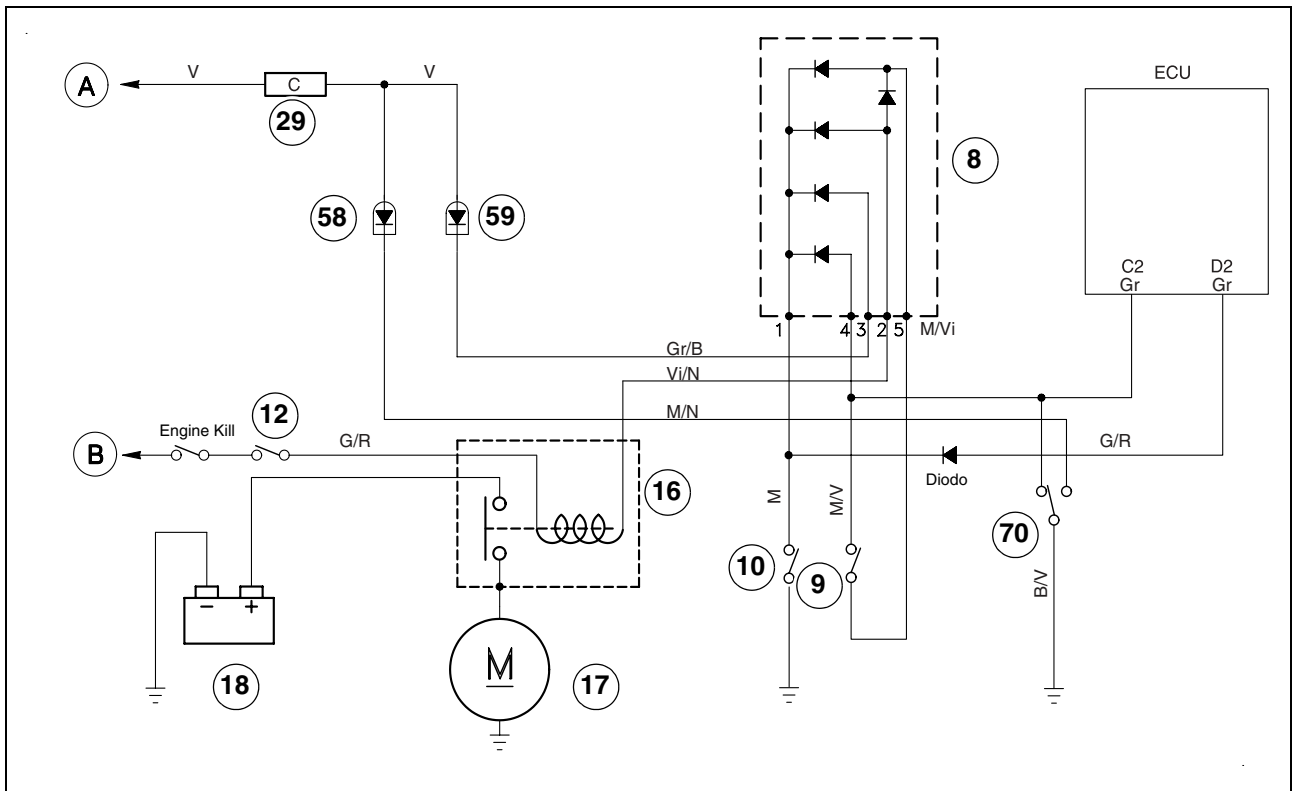 V
C
V
A
29
ECU
8
58
59
C2
D2
Gr
Gr
1
4
3
2
5
M/Vi
Gr/B
Vi/N
M/N
12
Engine Kill
G/R
B
G/R
Diodo
16
M
M/V
70
10
9
B/V
- +
M
18
17